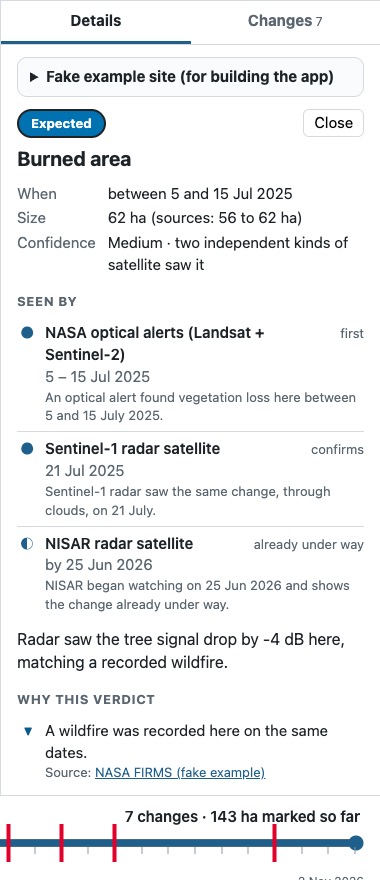 Details Changes 7
Fake example site (for building the app)
Expected Close
Burned area
When between 5 and 15 Jul 2025
Size 62 ha (sources: 56 to 62 ha)
Confidence Medium · two independent kinds of
satellite saw it
SEEN BY
NASA optical alerts (Landsat + first
Sentinel-2)
5 – 15 Jul 2025
An optical alert found vegetation loss here between
5 and 15 July 2025.
Sentinel-1 radar satellite confirms
21 Jul 2025
Sentinel-1 radar saw the same change, through
clouds, on 21 July.
NISAR radar satellite already under way
by 25 Jun 2026
NISAR began watching on 25 Jun 2026 and shows
the change already under way.
Radar saw the tree signal drop by -4 dB here,
matching a recorded wildfire.
WHY THIS VERDICT
A wildfire was recorded here on the same
dates.
Source: NASA FIRMS (fake example)
7 changes · 143 ha marked so far
2 Nov 2026